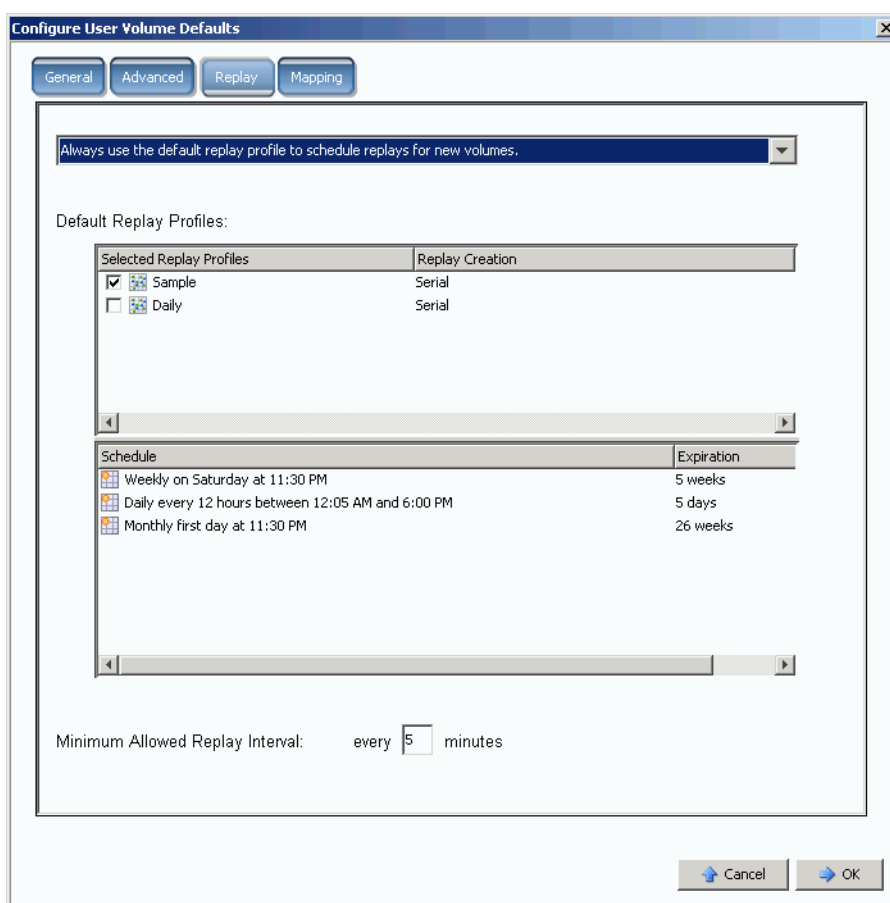 Configure User Volume Defaults
General Advanced Replay Mapping
Always use the default replay profile to schedule replays for new volumes.
Default Replay Profiles:
Selected Replay Profiles Replay Creation
Sample Serial
Daily Serial
Schedule Expiration
Weekly on Saturday at 11:30 PM 5 weeks
Daily every 12 hours between 12:05 AM and 6:00 PM 5 days
Monthly first day at 11:30 PM 26 weeks
Minimum Allowed Replay Interval: every 5 minutes
Cancel OK